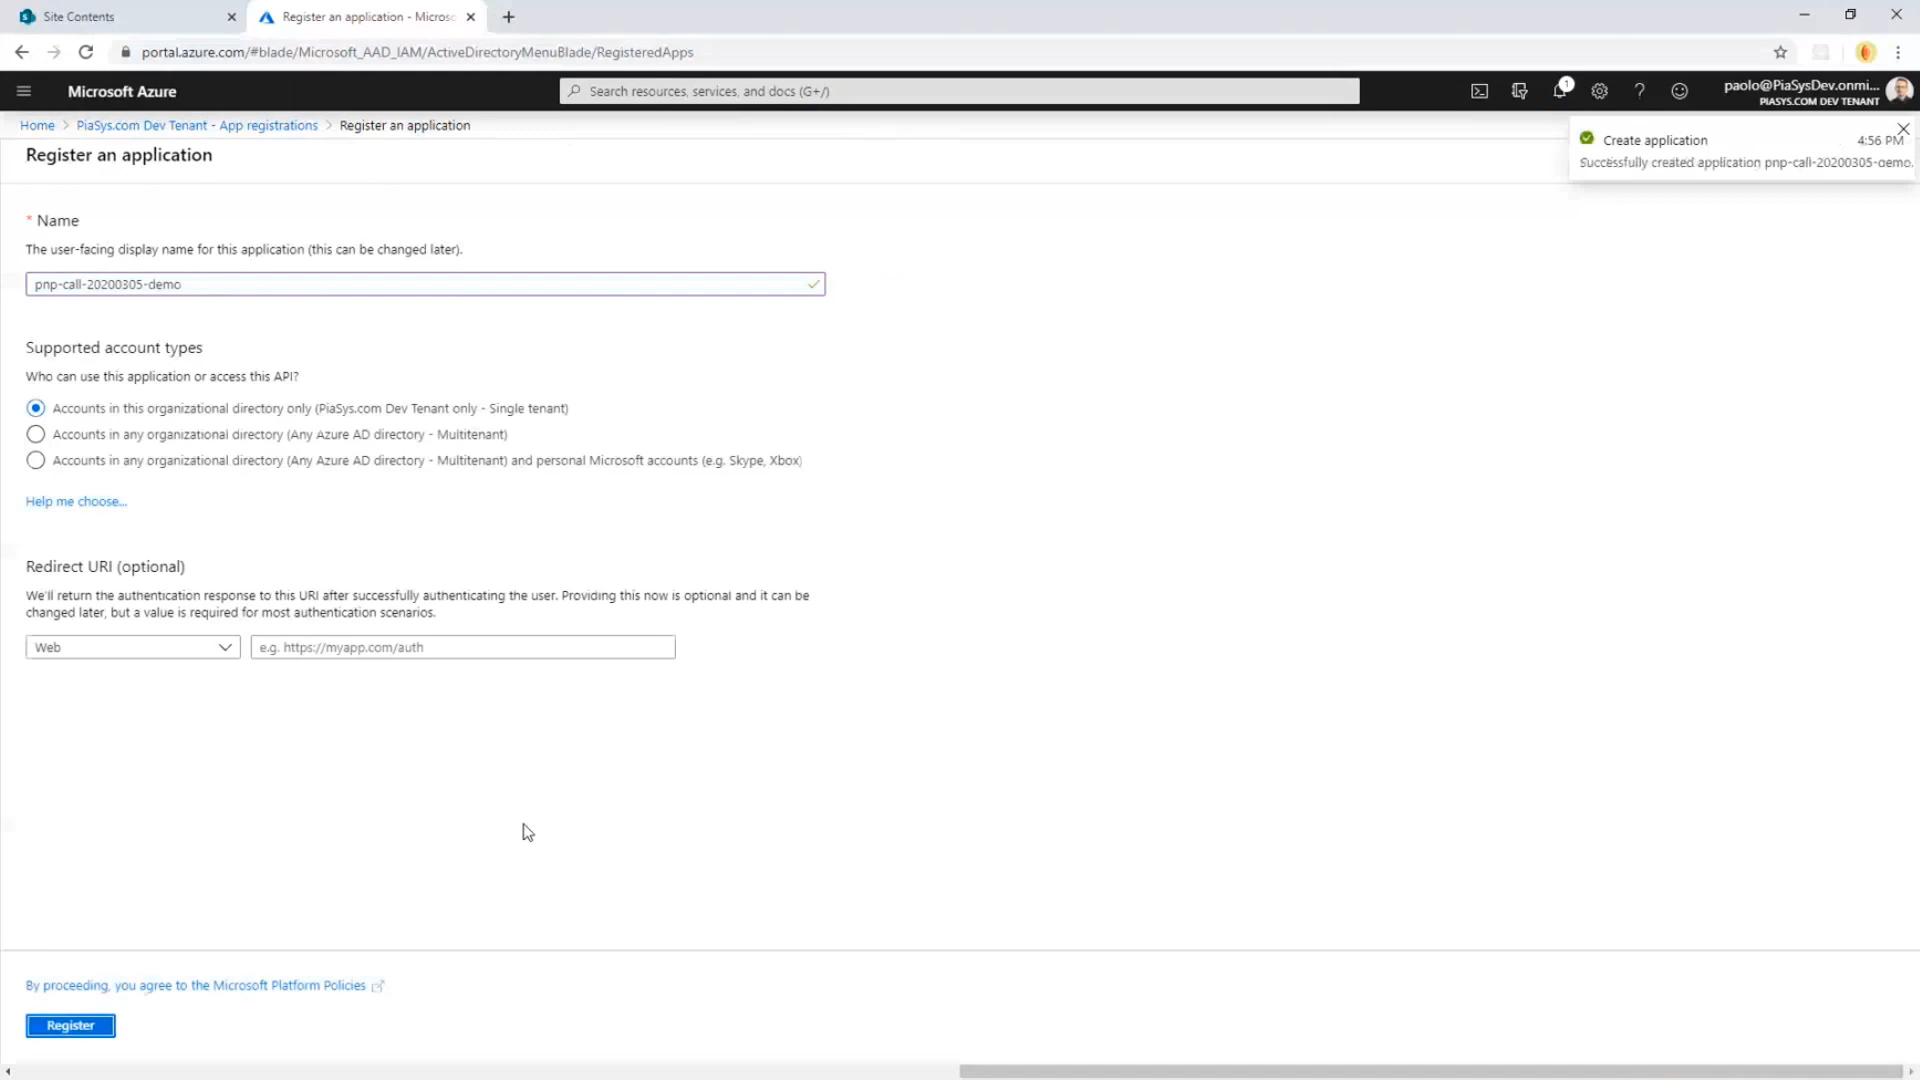 Site Contents
Register an application - Microsc
portal.azure.com/#blade/Microsoft_AAD_IAM/ActiveDirectoryMenuBlade/RegisteredApps
Microsoft Azure
Search resources, services, and docs (G+/)
1
paolo@PiaSysDev.onmi...
PIASYS.COM DEV TENANT
Home > PiaSys.com Dev Tenant - App registrations > Register an application
Register an application
Create application
4:56 PM
Successfully created application pnp-call-20200305-demo.
* Name
The user-facing display name for this application (this can be changed later).
pnp-call-20200305-demo
Supported account types
Who can use this application or access this API?
Accounts in this organizational directory only (PiaSys.com Dev Tenant only - Single tenant)
Accounts in any organizational directory (Any Azure AD directory - Multitenant)
Accounts in any organizational directory (Any Azure AD directory - Multitenant) and personal Microsoft accounts (e.g. Skype, Xbox)
Help me choose...
Redirect URI (optional)
We'll return the authentication response to this URI after successfully authenticating the user. Providing this now is optional and it can be
changed later, but a value is required for most authentication scenarios.
Web
e.g. https://myapp.com/auth
By proceeding, you agree to the Microsoft Platform Policies
Register